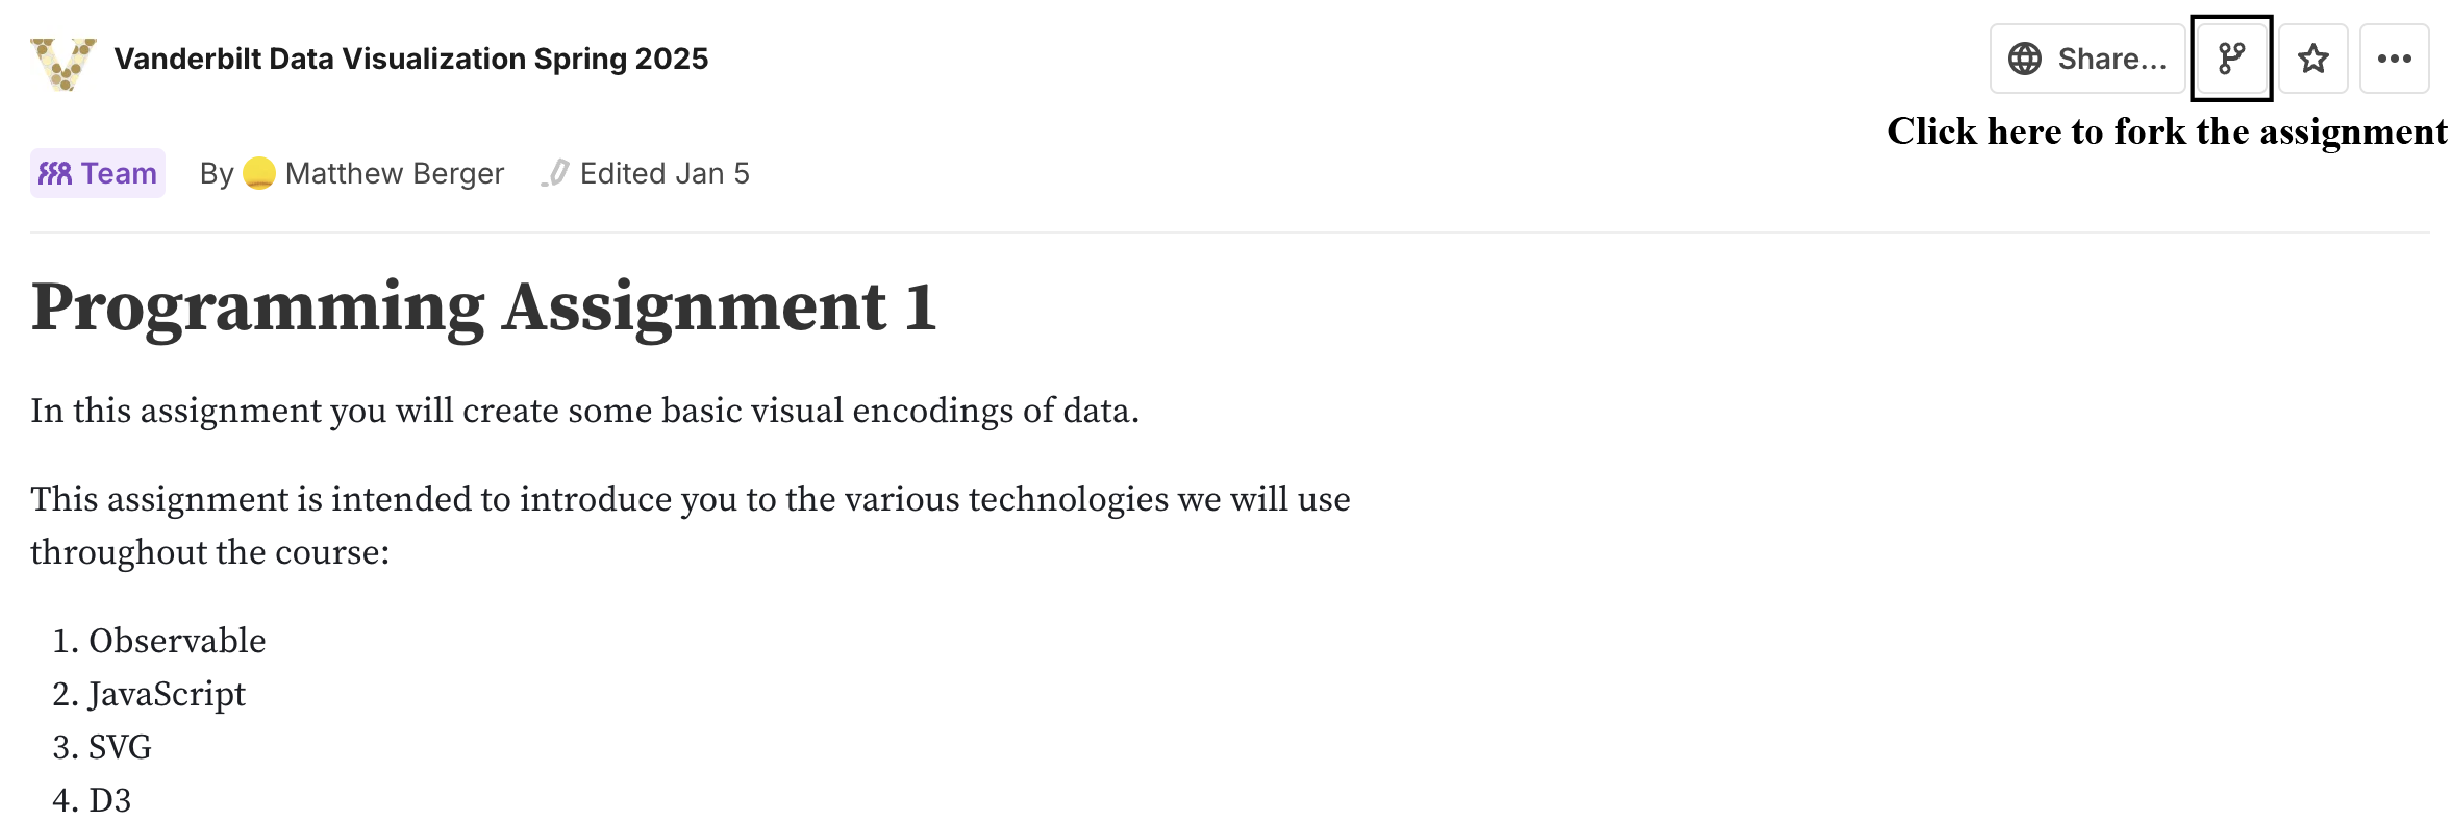 Vanderbilt Data Visualization Spring 2025
Share...
Click here to fork the assignment
Team By Matthew Berger Edited Jan 5
Programming Assignment 1
In this assignment you will create some basic visual encodings of data.
This assignment is intended to introduce you to the various technologies we will use
throughout the course:
1. Observable
2. JavaScript
3. SVG
4. D3